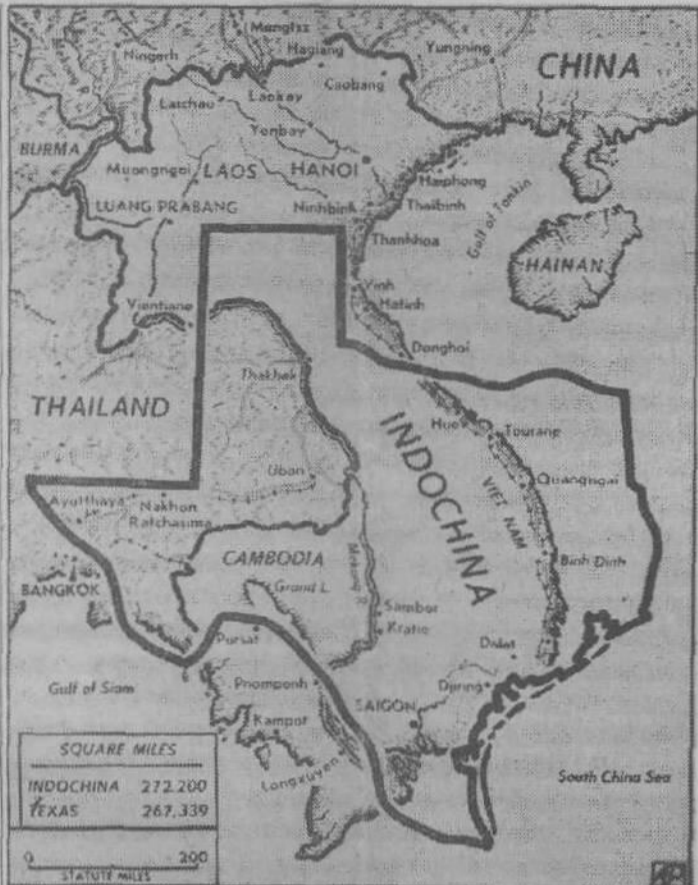 Mengtsz
Ningerh
Hagiang
Yungning
CHINA
Caobang
Laokay
Laichau
Yenbay
BURMA
Muongngoi
LAOS
HANOI
Haiphong
LUANG PRABANG
Ninhbinh
Thaibinh
Gulf of Tonkin
Thanhhoa
HAINAN
Vinh
Hatinh
Vientiane
Donghoi
Thakhek
THAILAND
INDOCHINA
Hue
Tourane
Ubon
Quangngai
VIET NAM
Ayutthaya
Nakhon
Ratchasima
CAMBODIA
Mekong
Binh Dinh
Grand L.
BANGKOK
Sambor
Kratie
Pursat
Dalat
Gulf of Siam
Pnompenh
Djiring
SAIGON
Kampot
Longxuyen
SQUARE MILES
INDOCHINA 272,200
TEXAS 267,339
South China Sea
0 200
STATUTE MILES
AP